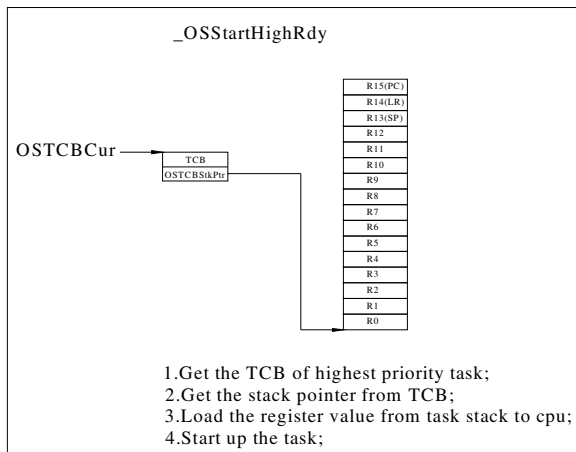 _OSStartHighRdy
R15(PC)
R14(LR)
R13(SP)
R12
R11
R10
R9
R8
R7
R6
R5
R4
R3
R2
R1
R0
OSTCBCur
TCB
OSTCBStkPtr
1.Get the TCB of highest priority task;
2.Get the stack pointer from TCB;
3.Load the register value from task stack to cpu;
4.Start up the task;